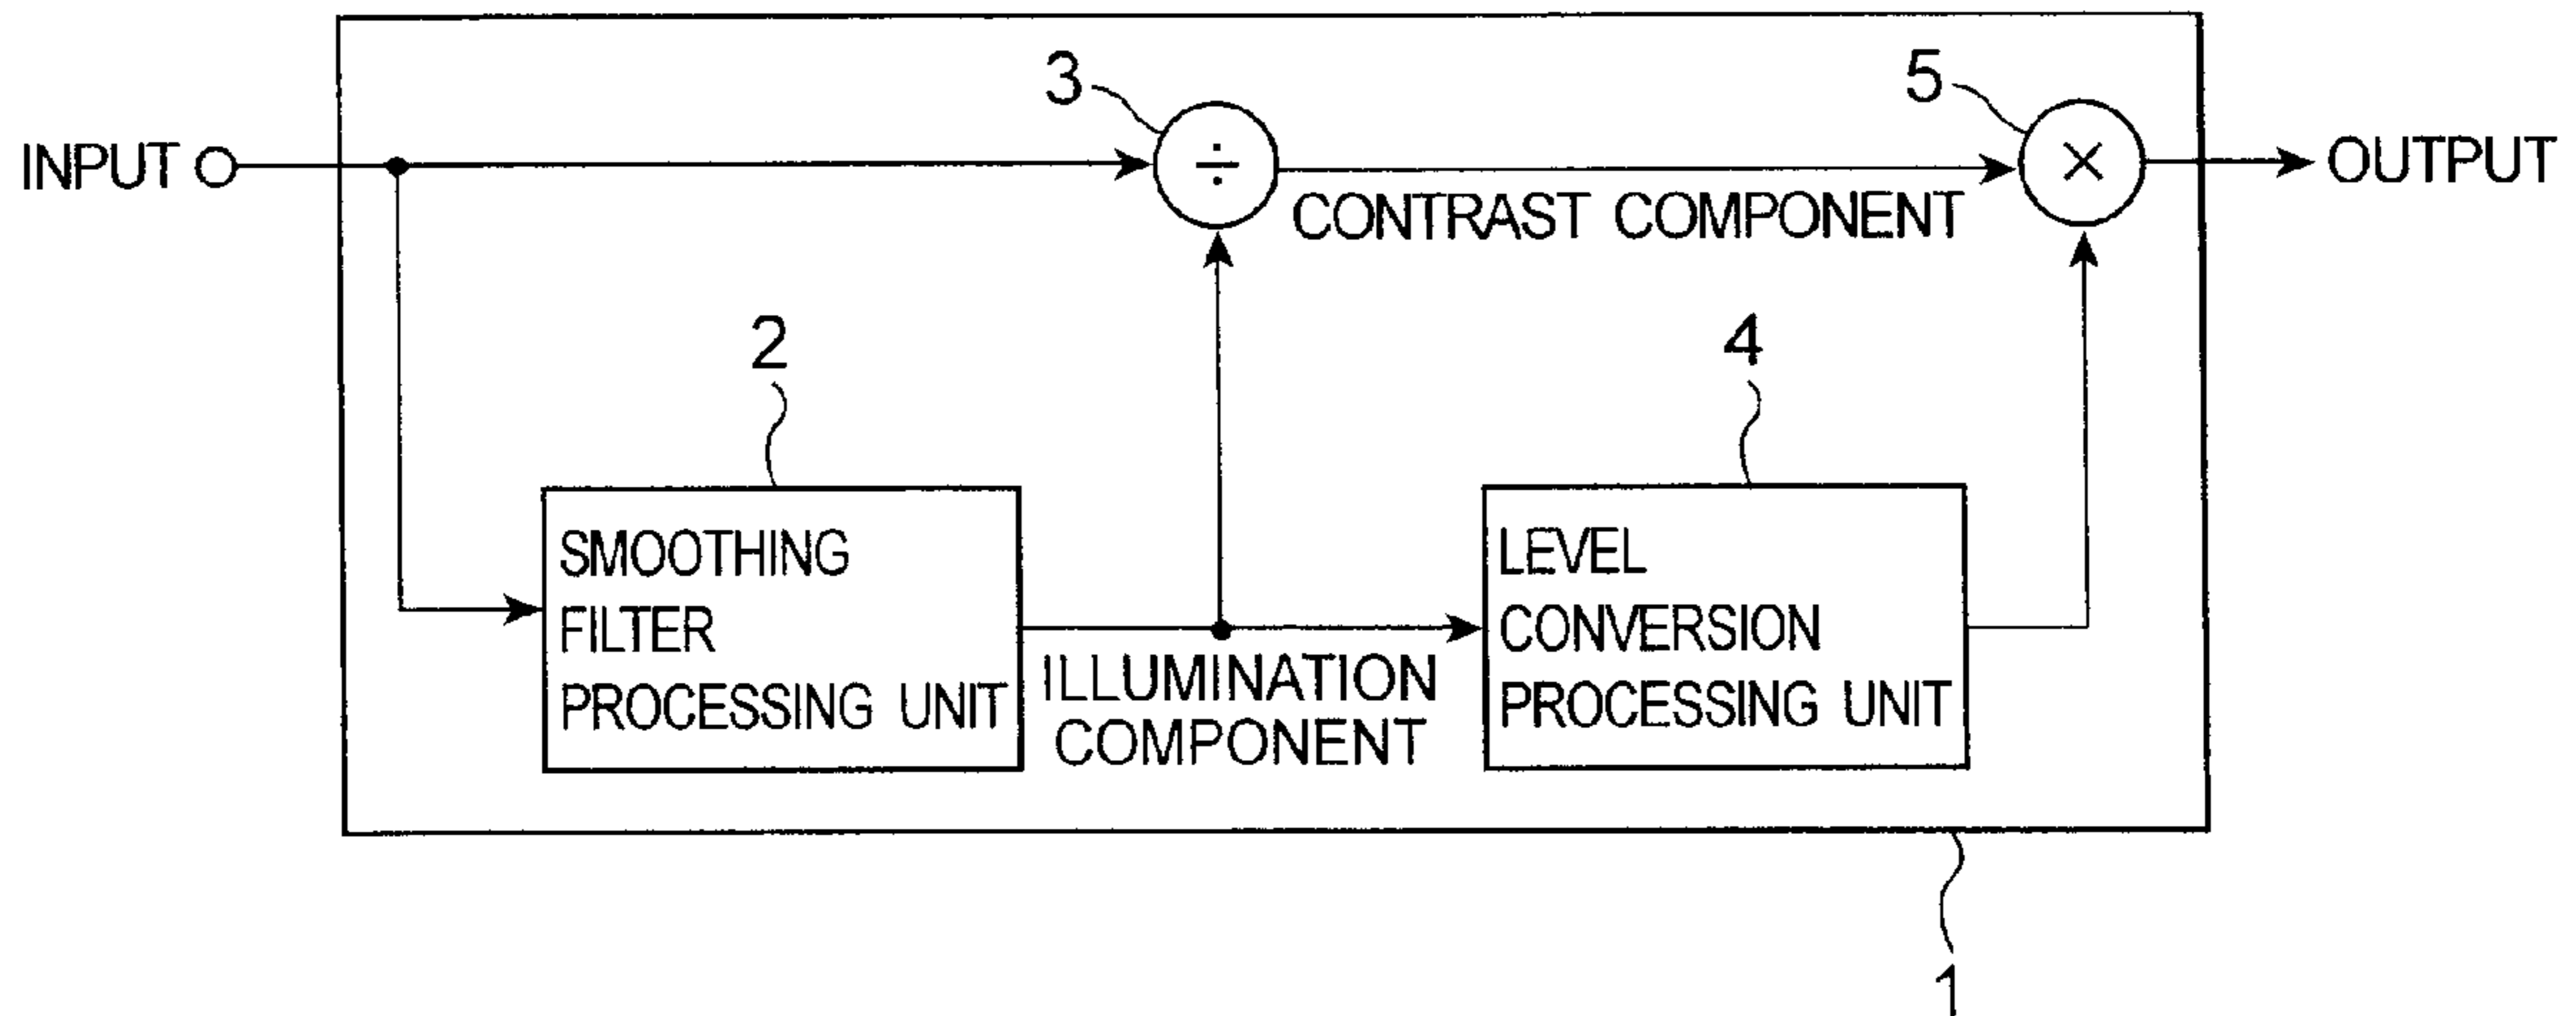 3
5
INPUT
÷
×
OUTPUT
CONTRAST COMPONENT
2
4
SMOOTHING
FILTER
PROCESSING UNIT
ILLUMINATION
COMPONENT
LEVEL
CONVERSION
PROCESSING UNIT
1